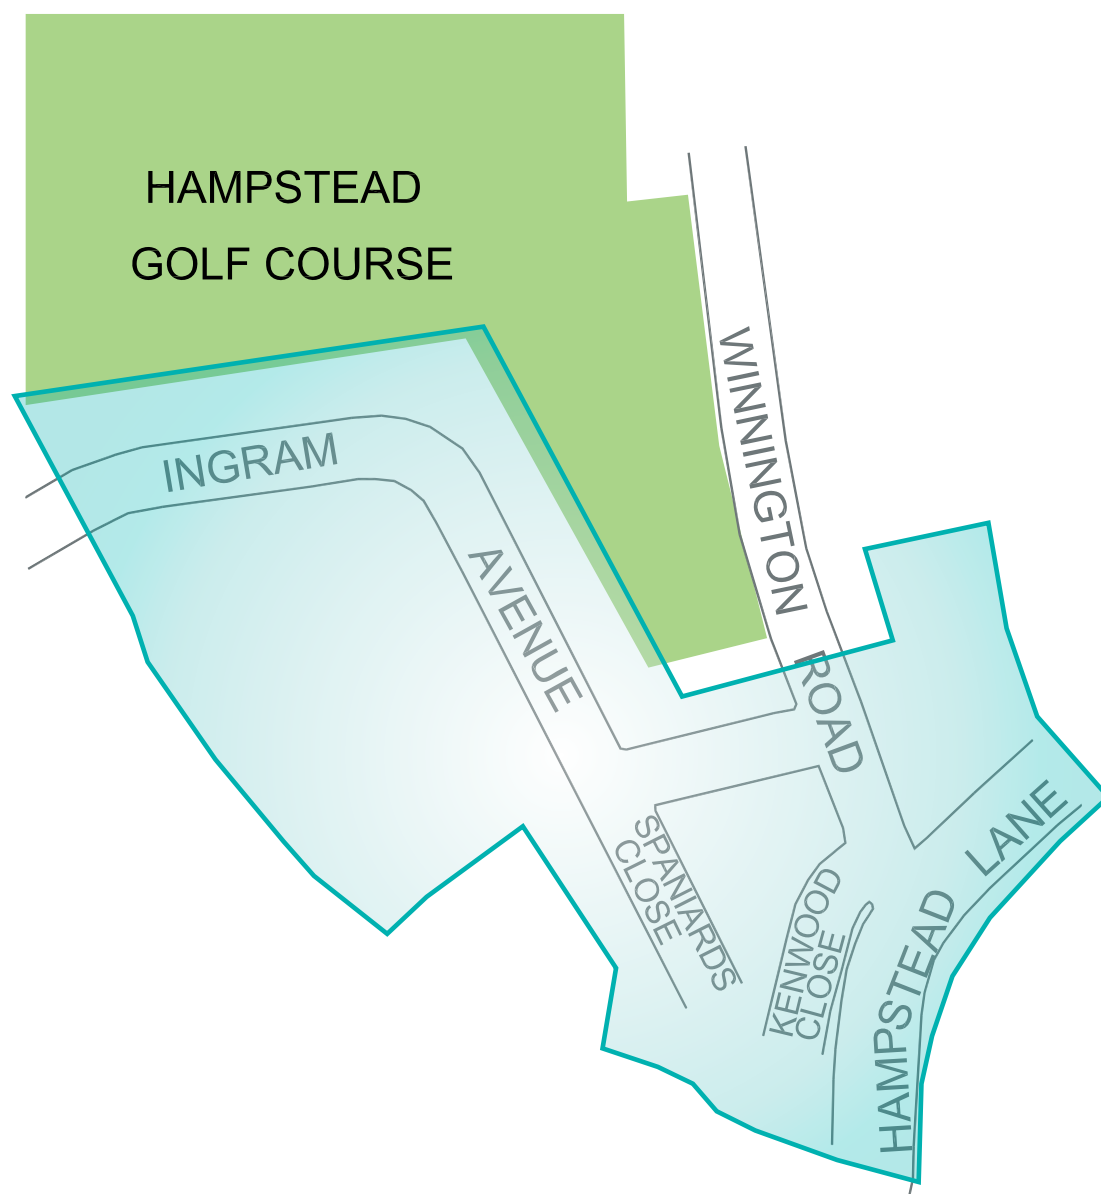 HAMPSTEAD
GOLF COURSE
WINNINGTON ROAD
INGRAM AVENUE
SPANIARDS
CLOSE
KENWOOD
CLOSE
HAMPSTEAD LANE